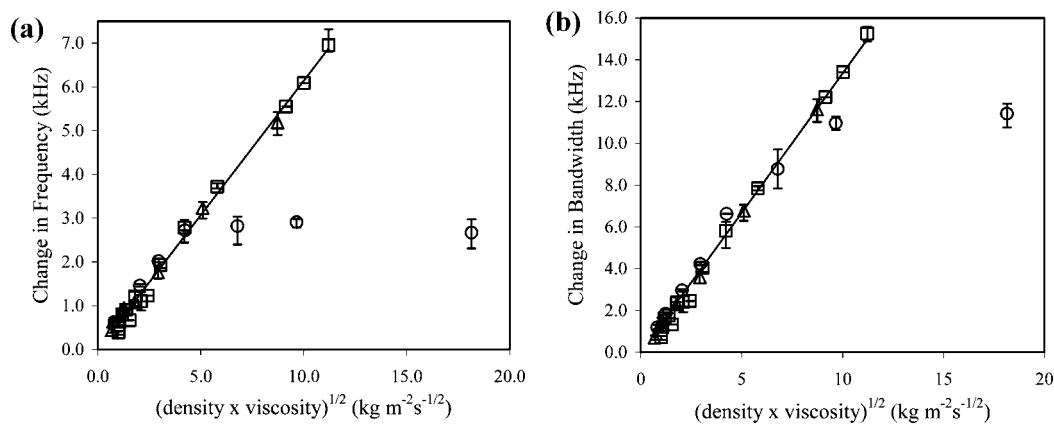 (a)
Change in Frequency (kHz)
7.0
6.0
5.0
4.0
3.0
2.0
1.0
0.0
0.0 5.0 10.0 15.0 20.0
(density x viscosity)^1/2 (kg m^-2 s^-1/2)
(b)
Change in Bandwidth (kHz)
16.0
14.0
12.0
10.0
8.0
6.0
4.0
2.0
0.0
0 5 10 15 20
(density x viscosity)^1/2 (kg m^-2 s^-1/2)